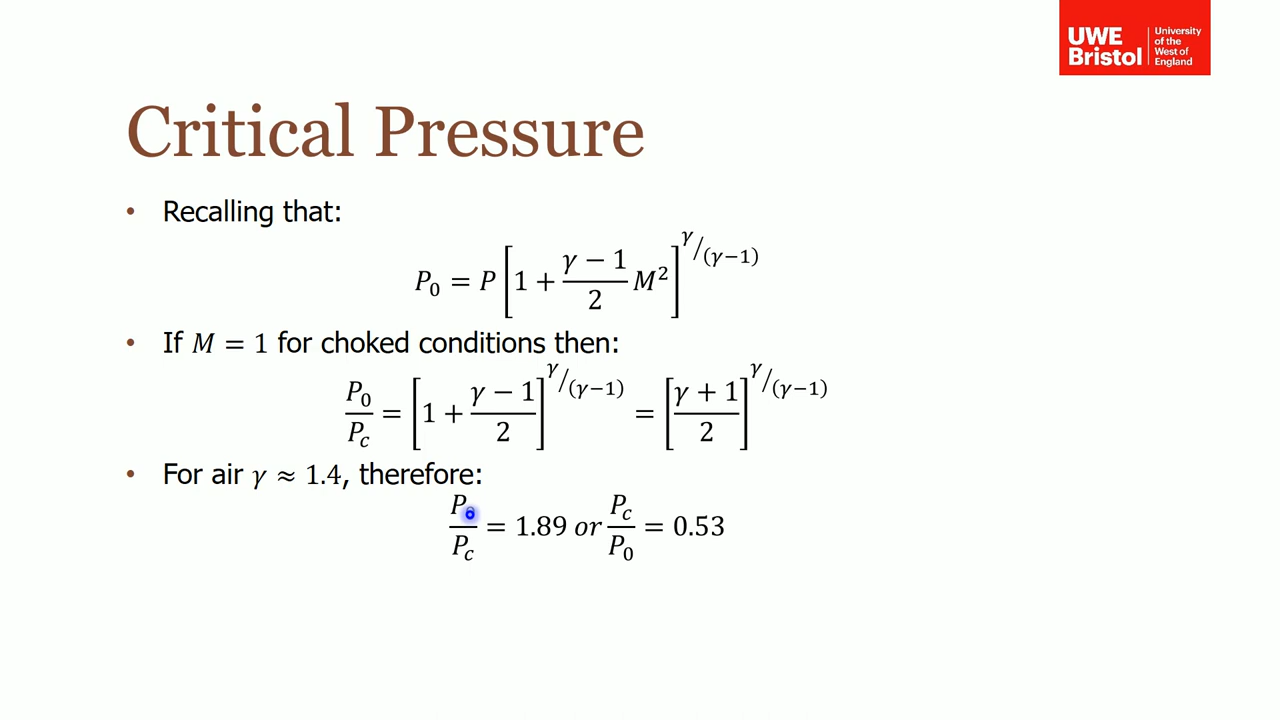 UWE Bristol | University of the West of England
Critical Pressure
• Recalling that:
P₀ = P [1 + (γ − 1)/2 M²]^(γ/(γ−1))
• If M = 1 for choked conditions then:
P₀/P_c = [1 + (γ − 1)/2]^(γ/(γ−1)) = [(γ + 1)/2]^(γ/(γ−1))
• For air γ ≈ 1.4, therefore:
P₀/P_c = 1.89 or P_c/P₀ = 0.53